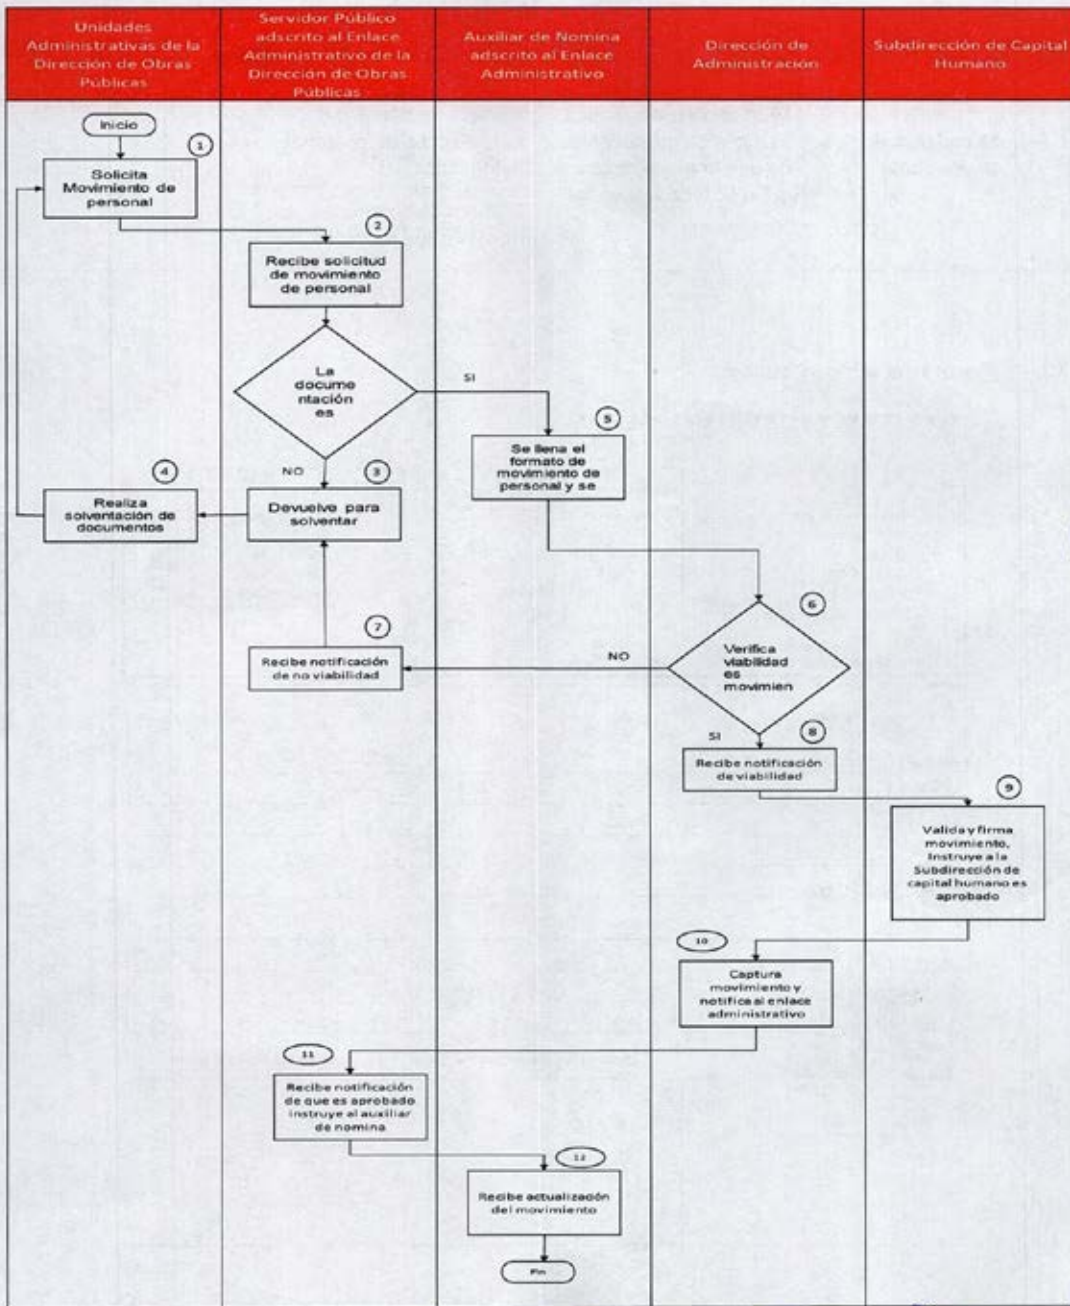 Unidades
Administrativas de la
Dirección de Obras
Públicas
Servidor Público
adscrito al Enlace
Administrativo de la
Dirección de Obras
Públicas
Auxiliar de Nomina
adscrito al Enlace
Administrativo
Dirección de
Administración
Subdirección de Capital
Humano
Inicio
1
Solicita
Movimiento de
personal
2
Recibe solicitud
de movimiento
de personal
La
docume
ntación
es
SI
NO
3
Devuelve para
solventar
4
Realiza
solventación de
documentos
5
Se llena el
formato de
movimiento de
personal y se
6
Verifica
viabilidad
es
movimien
NO
7
Recibe notificación
de no viabilidad
SI
8
Recibe notificación
de viabilidad
9
Valida y firma
movimiento,
Instruye a la
Subdirección de
capital humano es
aprobado
10
Captura
movimiento y
notifica al enlace
administrativo
11
Recibe notificación
de que es aprobado
instruye al auxiliar
de nomina
12
Recibe actualización
del movimiento
Fin